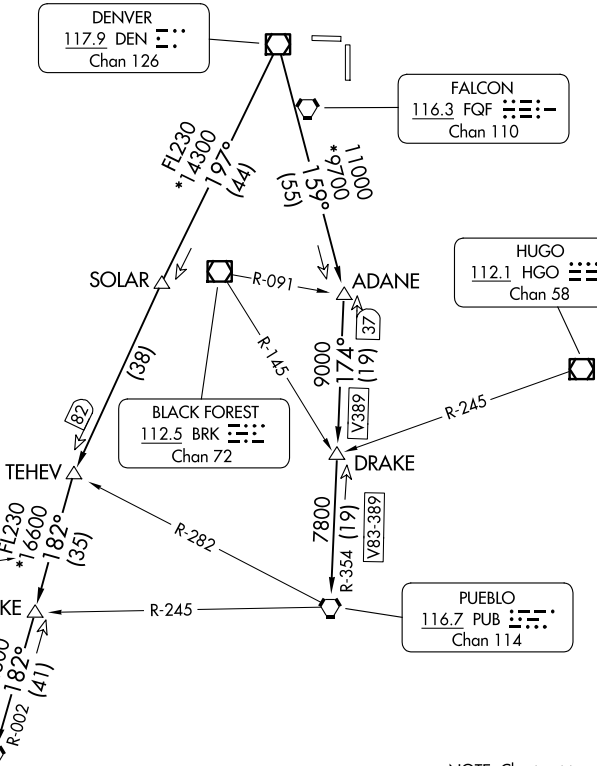 DENVER
117.9 DEN
Chan 126
FALCON
116.3 FQF
Chan 110
FL230
*14300
197°
(44)
11000
*9700
159°
(55)
HUGO
112.1 HGO
Chan 58
SOLAR
R-091
ADANE
37
(38)
R-145
9000
174°
(19)
V389
R-245
82
BLACK FOREST
112.5 BRK
Chan 72
TEHEV
DRAKE
FL230
*16600
182°
(35)
R-282
7800
(19)
R-354
V83-389
KE
R-245
PUEBLO
116.7 PUB
Chan 114
182°
(41)
R-002